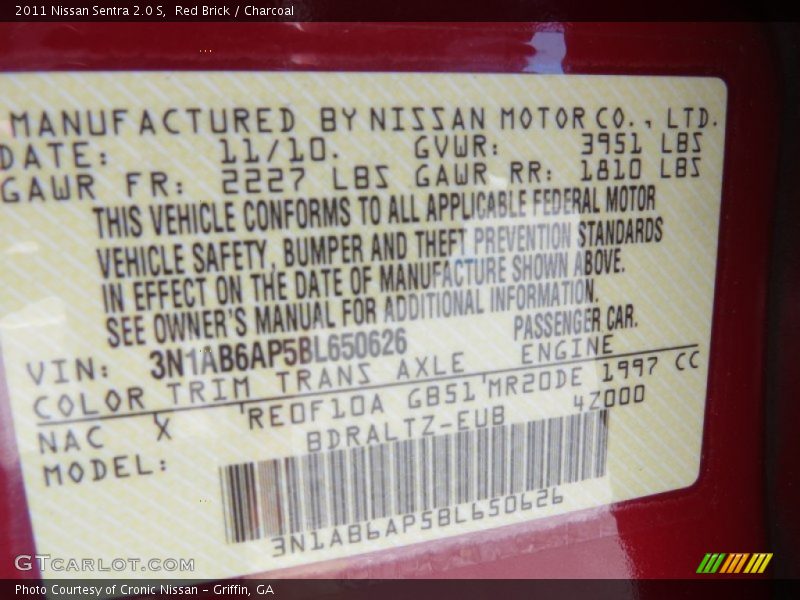 2011 Nissan Sentra 2.0 S,  Red Brick / Charcoal
MANUFACTURED BY NISSAN MOTOR CO., LTD.
DATE: 11/10. GVWR: 3951 LBS
GAWR FR: 2227 LBS GAWR RR: 1810 LBS
THIS VEHICLE CONFORMS TO ALL APPLICABLE FEDERAL MOTOR
VEHICLE SAFETY, BUMPER AND THEFT PREVENTION STANDARDS
IN EFFECT ON THE DATE OF MANUFACTURE SHOWN ABOVE.
SEE OWNER'S MANUAL FOR ADDITIONAL INFORMATION.
VIN: 3N1AB6AP5BL650626 PASSENGER CAR.
COLOR TRIM TRANS AXLE ENGINE
NAC X RE0F10A GB51 MR20DE 1997 CC
MODEL: BDRALTZ-EUB 4Z000
3N1AB6AP5BL650626
GTCARLOT.COM
Photo Courtesy of Cronic Nissan - Griffin, GA